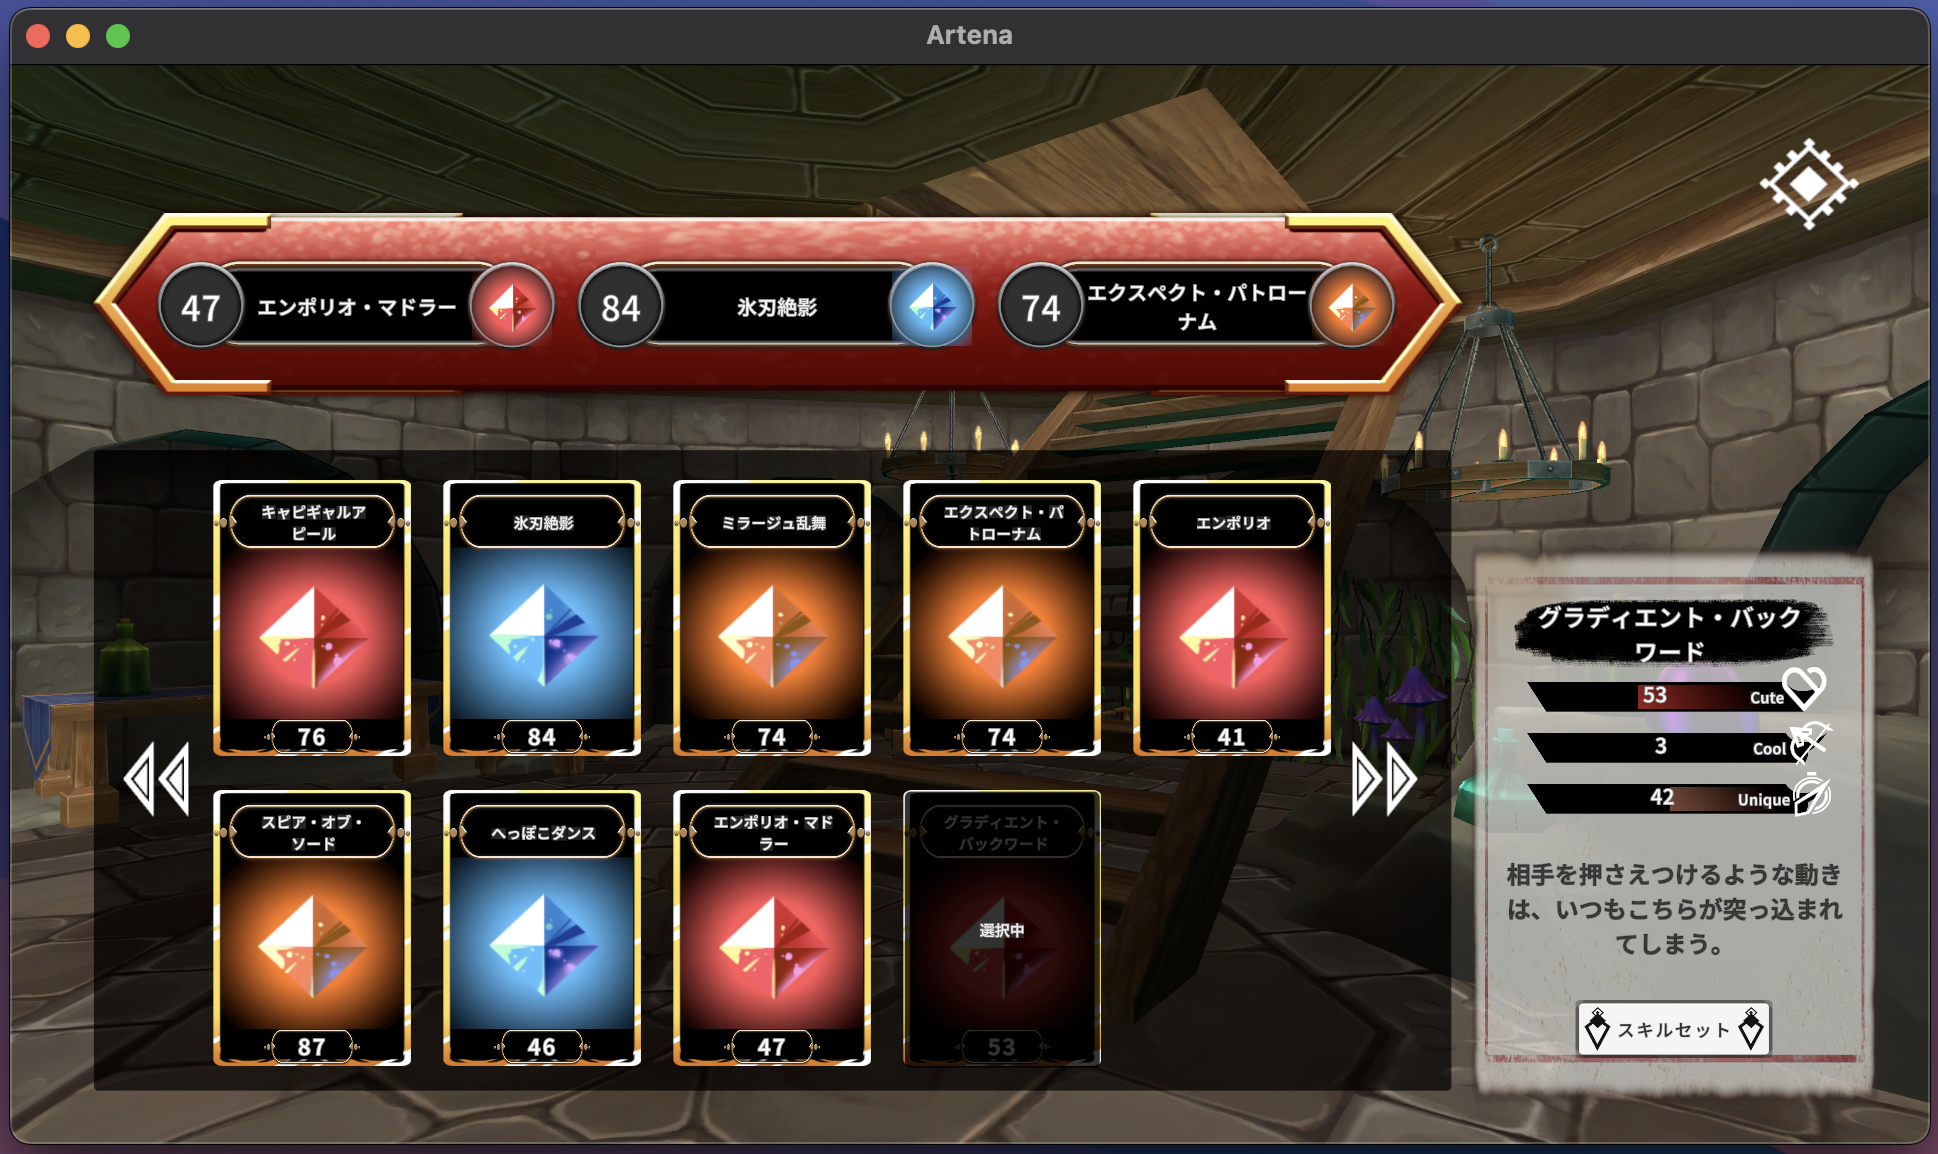 Artena
47
エンポリオ・マドラー
84
氷刃絶影
74
エクスペクト・パトロー
ナム
キャピギャルア
ピール
76
氷刃絶影
84
ミラージュ乱舞
74
エクスペクト・パ
トローナム
74
エンポリオ
41
スピア・オブ・
ソード
87
へっぽこダンス
46
エンポリオ・マド
ラー
47
グラディエント・
バックワード
選択中
53
グラディエント・バック
ワード
53
Cute
3
Cool
42
Unique
相手を押さえつけるような動き
は、いつもこちらが突っ込まれ
てしまう。
スキルセット